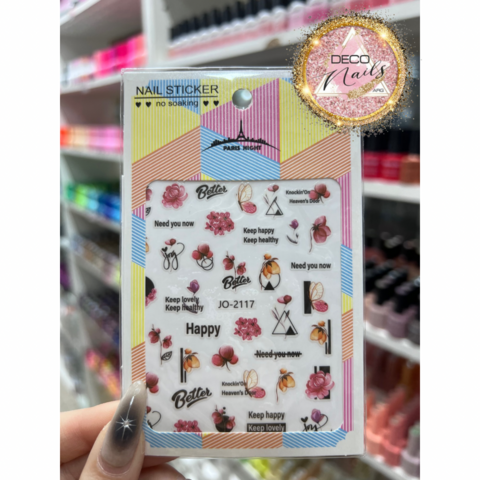 DECO
Nails
NAIL STICKER
no soaking
PARIS NIGHT
Better
Knockin'On
Heaven's Door
Need you now
Keep happy
Keep healthy
Joy
Need you now
Better
Keep lovely
Keep healthy
JO-2117
Happy
Need you now
Better
Knockin'On
Heaven's Door
Keep happy
Keep lovely